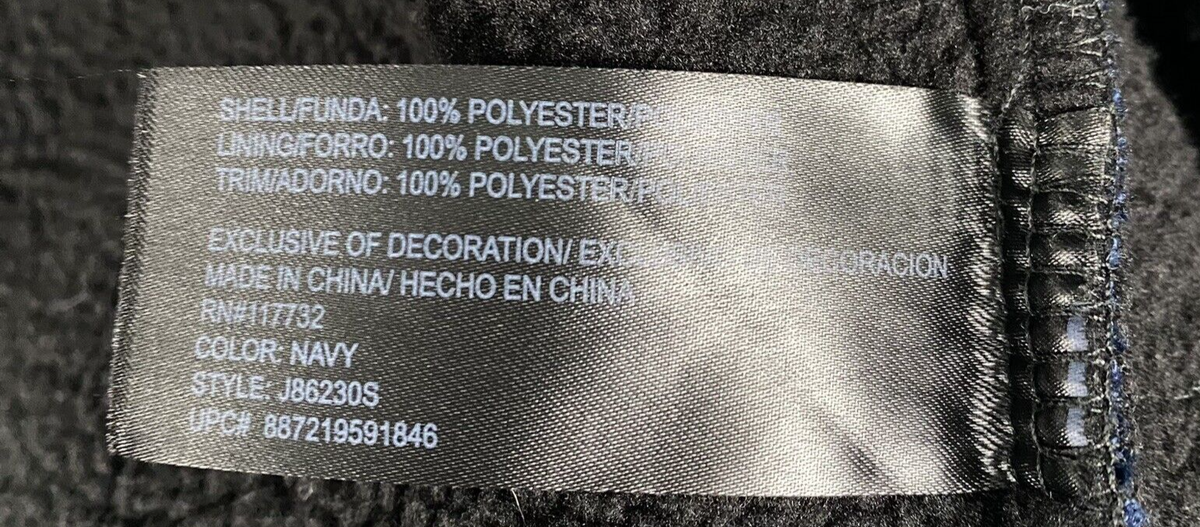 SHELL/FUNDA: 100% POLYESTER/
LINING/FORRO: 100% POLYESTER/
TRIM/ADORNO: 100% POLYESTER/
EXCLUSIVE OF DECORATION/
MADE IN CHINA/ HECHO EN CHINA
RN#117732
COLOR: NAVY
STYLE: J86230S
UPC# 887219591846